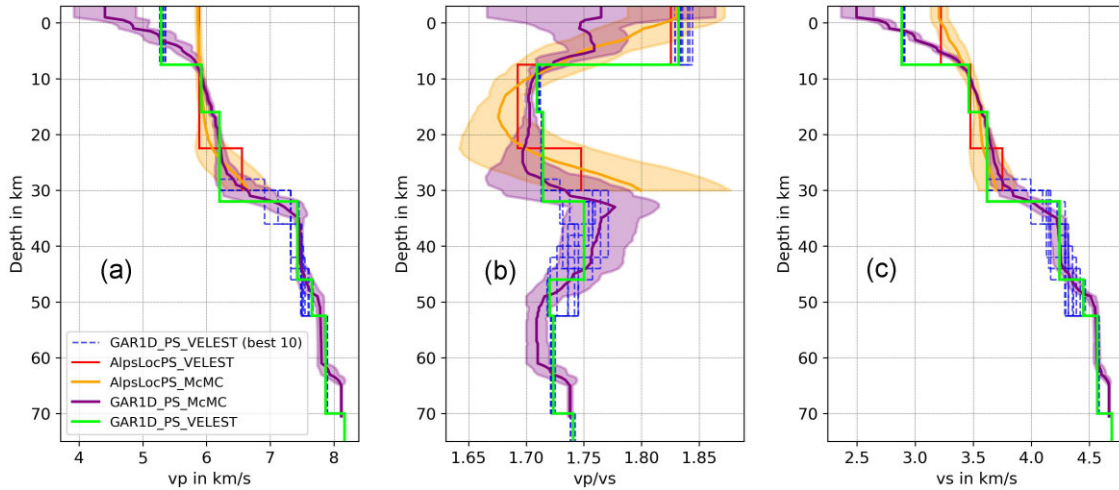 0
10
20
30
40
50
60
70
Depth in km
(a)
GAR1D_PS_VELEST (best 10)
AlpsLocPS_VELEST
AlpsLocPS_McMC
GAR1D_PS_McMC
GAR1D_PS_VELEST
4 5 6 7 8
vp in km/s
0
10
20
30
40
50
60
70
Depth in km
(b)
1.65 1.70 1.75 1.80 1.85
vp/vs
0
10
20
30
40
50
60
70
Depth in km
(c)
2.5 3.0 3.5 4.0 4.5
vs in km/s